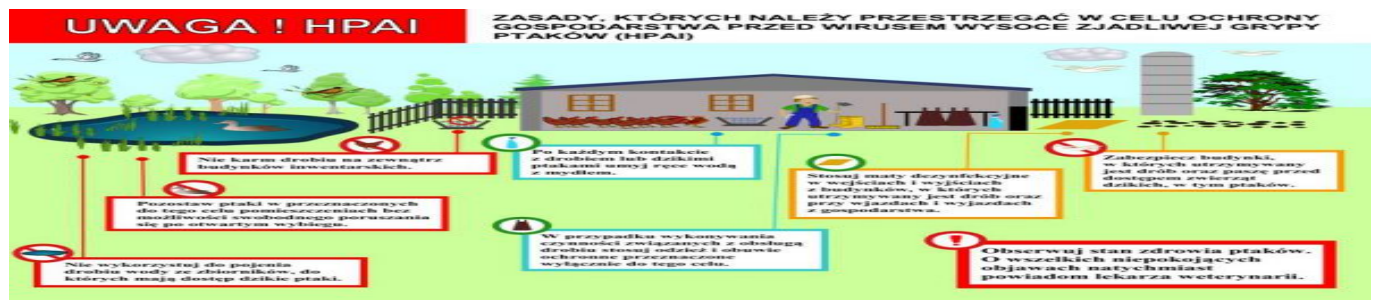 UWAGA ! HPAI
ZASADY, KTÓRYCH NALEŻY PRZESTRZEGAĆ W CELU OCHRONY
GOSPODARSTWA PRZED WIRUSEM WYSOCE ZJADLIWEJ GRYPY
PTAKÓW (HPAI)
Nie karm drobiu na zewnątrz
budynków inwentarskich.
Po każdym kontakcie
z drobiem lub dzikimi
ptakami umyj ręce wodą
z mydłem.
Zabezpiecz budynki,
w których utrzymywany
jest drób oraz paszę przed
dostępem zwierząt
dzikich, w tym ptaków.
Stosuj maty dezynfekcyjne
w wejściach i wyjściach
z budynków, w których
utrzymywany jest drób oraz
przy wjazdach i wyjazdach
z gospodarstwa.
Pozostaw ptaki w przeznaczonych
do tego celu pomieszczeniach bez
możliwości swobodnego poruszania
się po otwartym wybiegu.
W przypadku wykonywania
czynności związanych z obsługą
drobiu stosuj odzież i obuwie
ochronne przeznaczone
wyłącznie do tego celu.
Nie wykorzystuj do pojenia
drobiu wody ze zbiorników, do
których mają dostęp dzikie ptaki.
Obserwuj stan zdrowia ptaków.
O wszelkich niepokojących
objawach natychmiast
powiadom lekarza weterynarii.